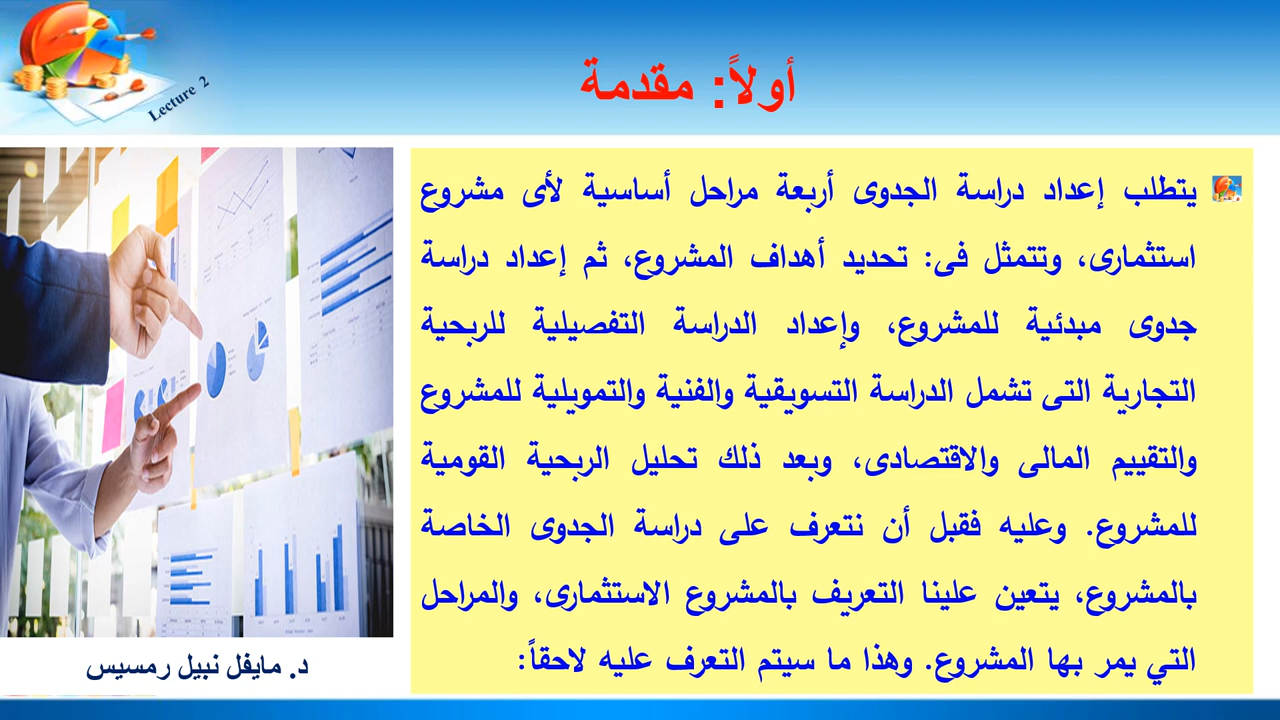 Lecture 2
أولاً: مقدمة
يتطلب إعداد دراسة الجدوى أربعة مراحل أساسية لأى مشروع
استثمارى، وتتمثل فى: تحديد أهداف المشروع، ثم إعداد دراسة
جدوى مبدئية للمشروع، وإعداد الدراسة التفصيلية للربحية
التجارية التى تشمل الدراسة التسويقية والفنية والتمويلية للمشروع
والتقييم المالى والاقتصادى، وبعد ذلك تحليل الربحية القومية
للمشروع. وعليه فقبل أن نتعرف على دراسة الجدوى الخاصة
بالمشروع، يتعين علينا التعريف بالمشروع الاستثمارى، والمراحل
التي يمر بها المشروع. وهذا ما سيتم التعرف عليه لاحقاً:
د. مايفل نبيل رمسيس